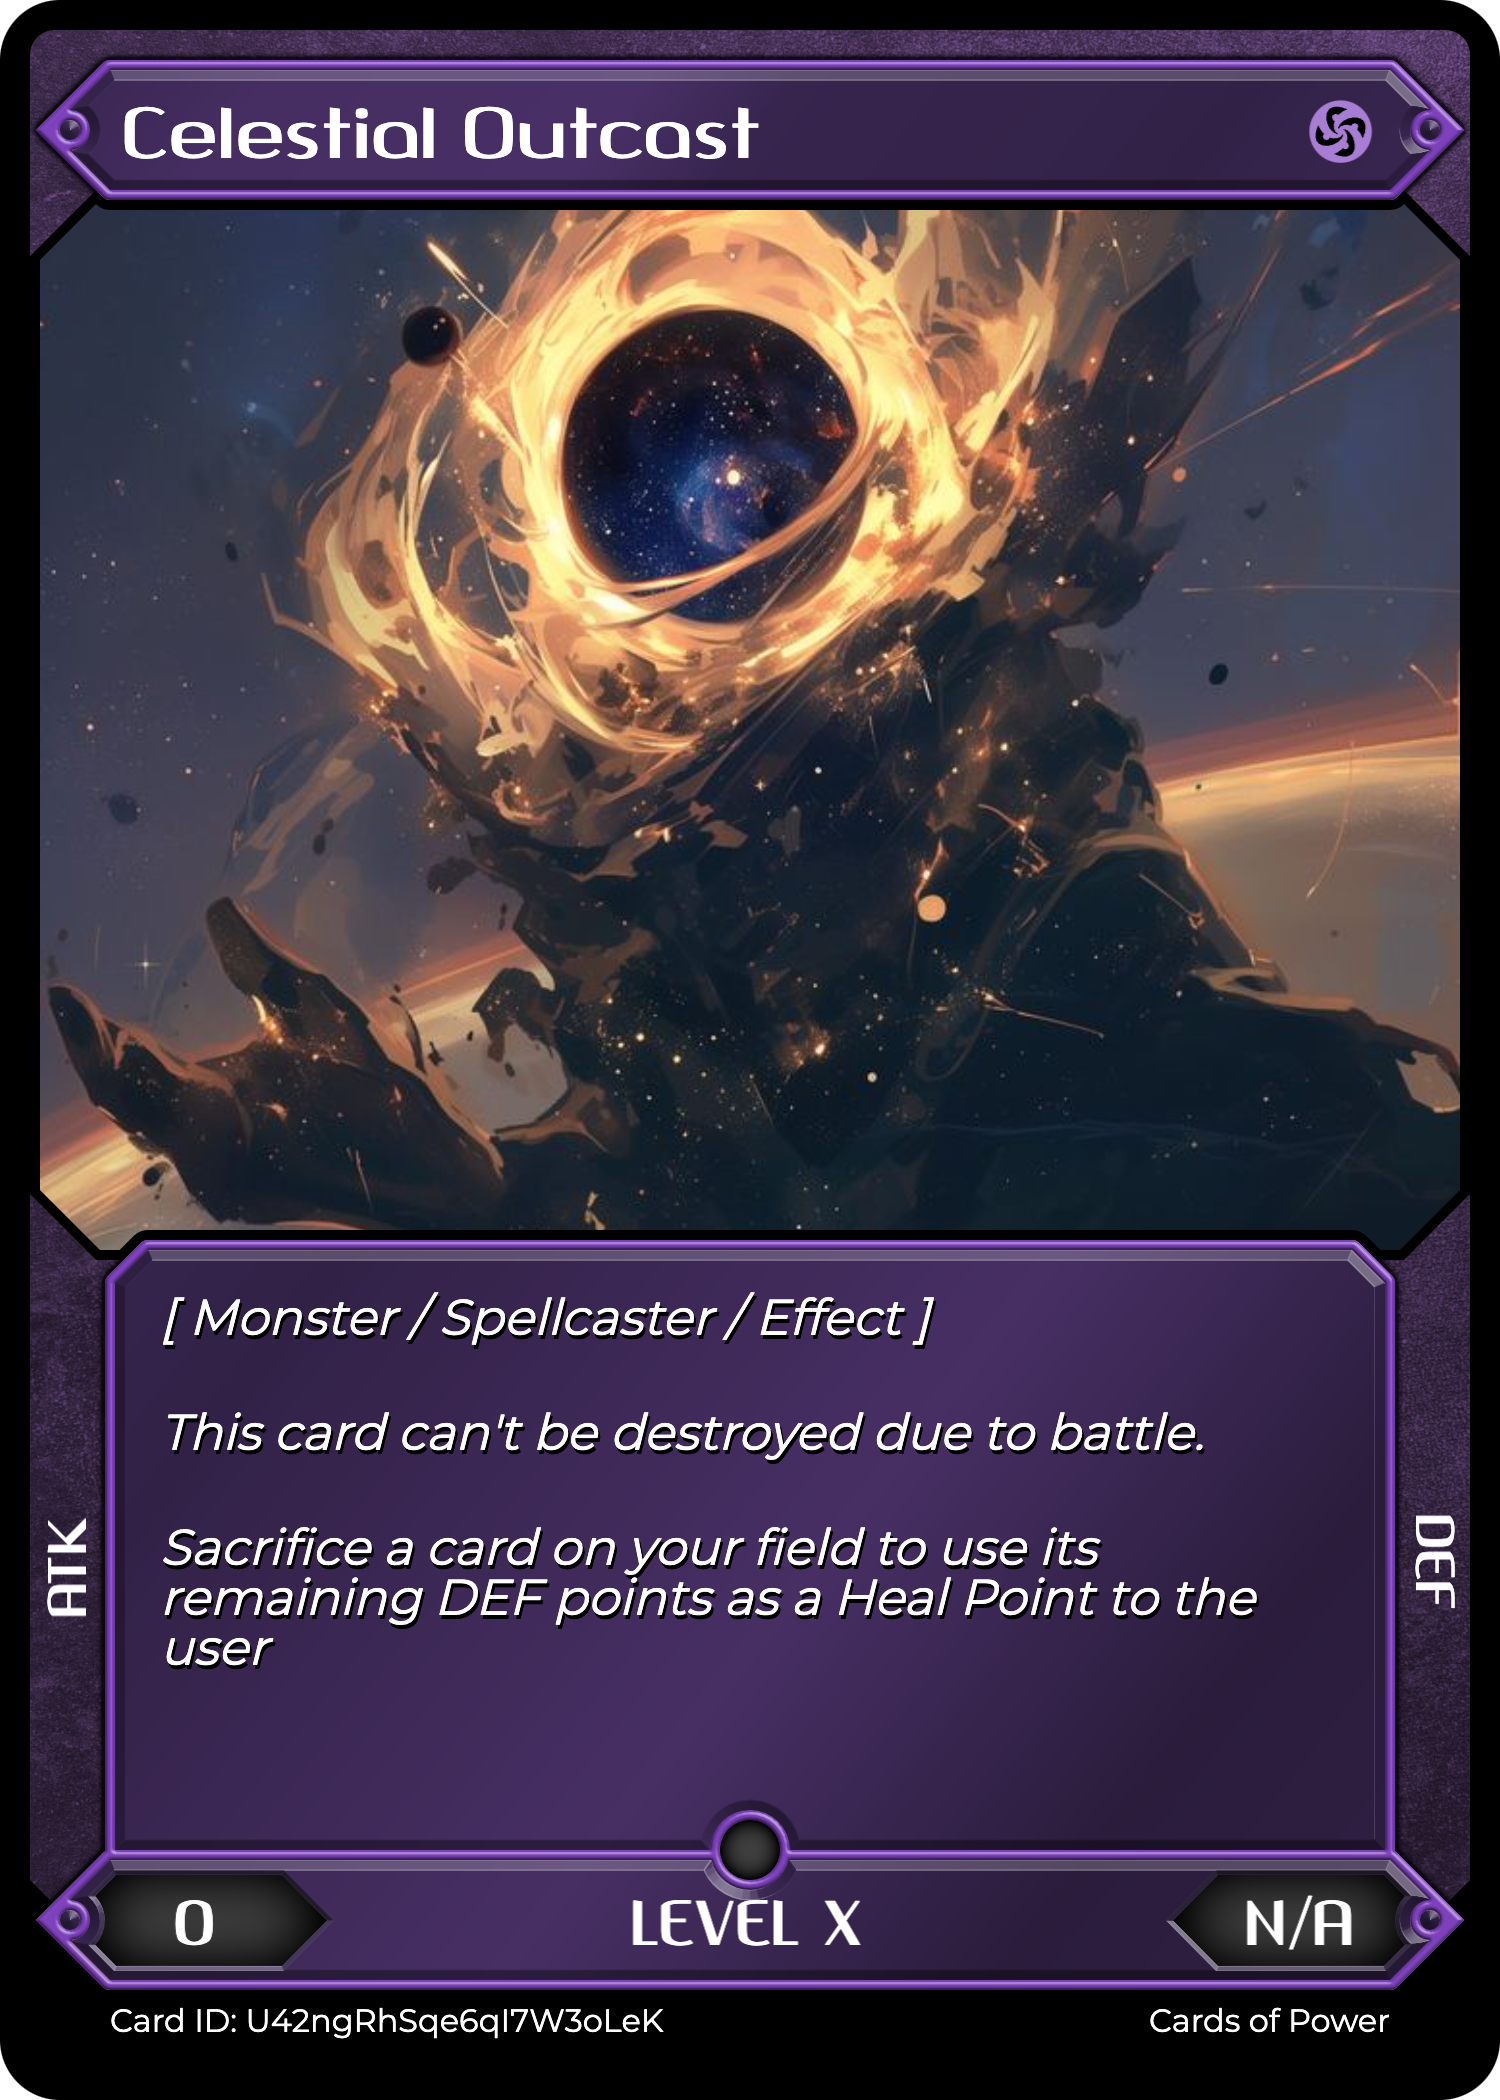 Celestial Outcast
[ Monster / Spellcaster / Effect ]
This card can't be destroyed due to battle.
Sacrifice a card on your field to use its
remaining DEF points as a Heal Point to the
user
ATK
DEF
0
LEVEL X
N/A
Card ID: U42ngRhSqe6qI7W3oLeK
Cards of Power